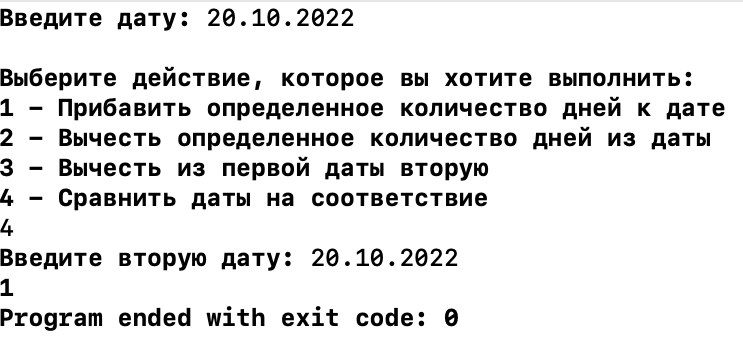 Введите дату: 20.10.2022
Выберите действие, которое вы хотите выполнить:
1 – Прибавить определенное количество дней к дате
2 – Вычесть определенное количество дней из даты
3 – Вычесть из первой даты вторую
4 – Сравнить даты на соответствие
4
Введите вторую дату: 20.10.2022
1
Program ended with exit code: 0